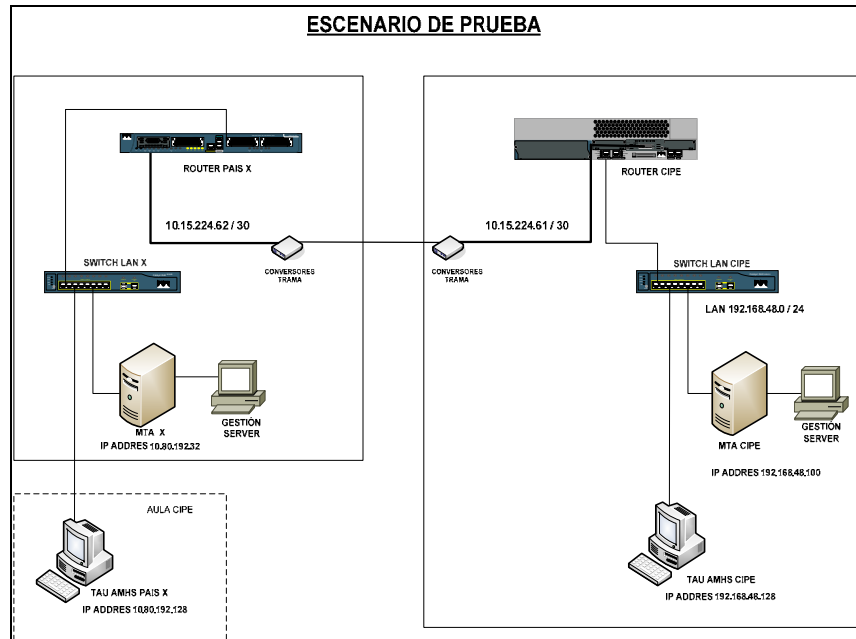 ESCENARIO DE PRUEBA
ROUTER PAIS X
10.15.224.62 / 30
CONVERSORES
TRAMA
SWITCH LAN X
MTA X
IP ADDRES 10.80.192.32
GESTIÓN
SERVER
AULA CIPE
TAU AMHS PAIS X
IP ADDRES 10.80.192.128
ROUTER CIPE
10.15.224.61 / 30
CONVERSORES
TRAMA
SWITCH LAN CIPE
LAN 192.168.48.0 / 24
MTA CIPE
GESTIÓN
SERVER
IP ADDRES 192.168.48.100
TAU AMHS CIPE
IP ADDRES 192.168.48.128